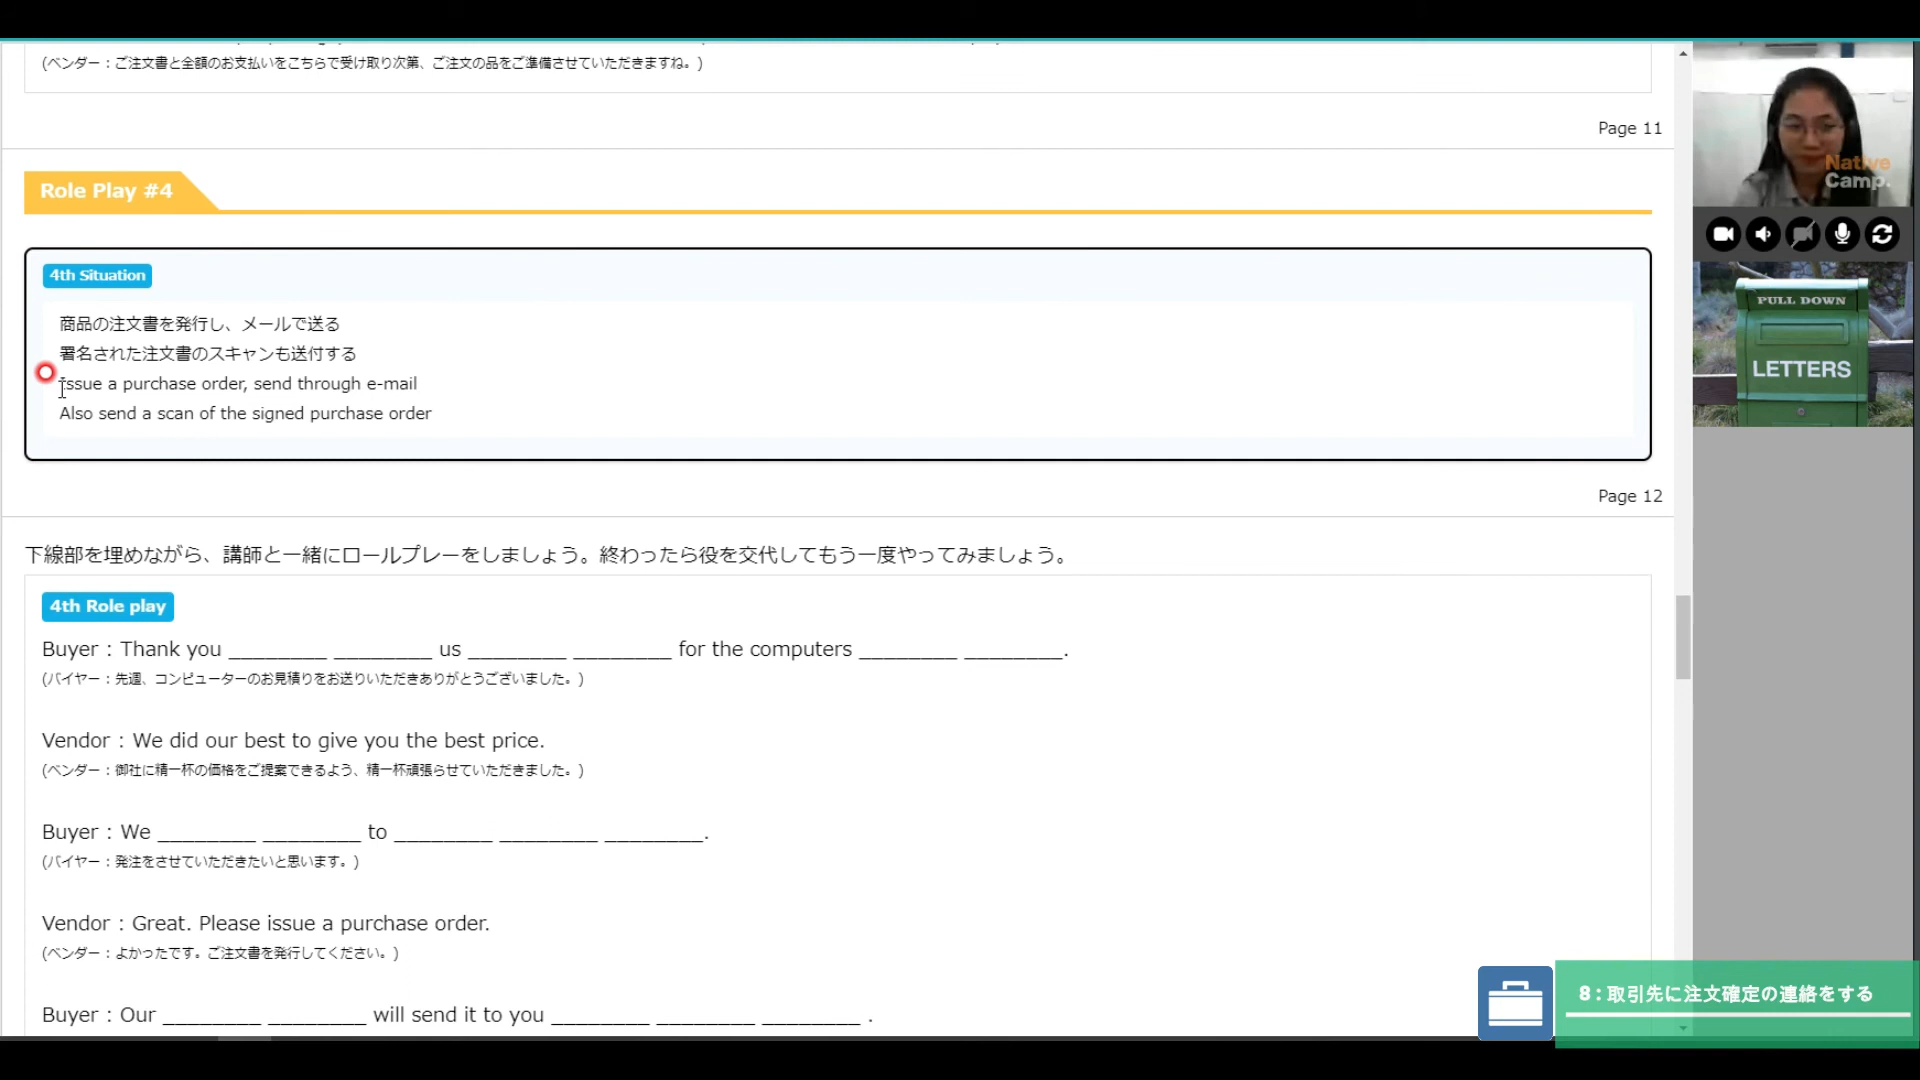 (ベンダー：ご注文書と全額のお支払いをこちらで受け取り次第、ご注文の品をご準備させていただきますね。)
Page 11
Role Play #4
4th Situation
商品の注文書を発行し、メールで送る
署名された注文書のスキャンも送付する
Issue a purchase order, send through e-mail
Also send a scan of the signed purchase order
Page 12
下線部を埋めながら、講師と一緒にロールプレーをしましょう。終わったら役を交代してもう一度やってみましょう。
4th Role play
Buyer : Thank you ________ ________ us ________ ________ for the computers ________ ________.
(バイヤー：先週、コンピューターのお見積りをお送りいただきありがとうございました。)
Vendor : We did our best to give you the best price.
(ベンダー：御社に精一杯の価格をご提案できるよう、精一杯頑張らせていただきました。)
Buyer : We ________ ________ to ________ ________ ________.
(バイヤー：発注をさせていただきたいと思います。)
Vendor : Great. Please issue a purchase order.
(ベンダー：よかったです。ご注文書を発行してください。)
Buyer : Our ________ ________ will send it to you ________ ________ ________ .
Native
Camp.
PULL DOWN
LETTERS
8：取引先に注文確定の連絡をする